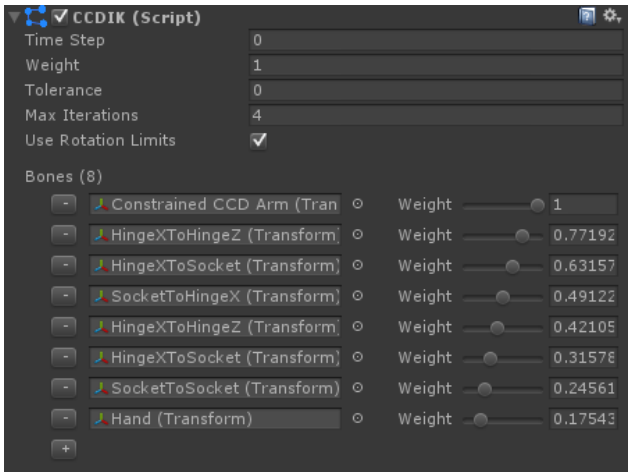 CCDIK (Script)
Time Step 0
Weight 1
Tolerance 0
Max Iterations 4
Use Rotation Limits
Bones (8)
- Constrained CCD Arm (Tran Weight 1
- HingeXToHingeZ (Transform Weight 0.77192
- HingeXToSocket (Transform) Weight 0.63157
- SocketToHingeX (Transform) Weight 0.49122
- HingeXToHingeZ (Transform Weight 0.42105
- HingeXToSocket (Transform) Weight 0.31578
- SocketToSocket (Transform) Weight 0.24561
- Hand (Transform) Weight 0.17543
+